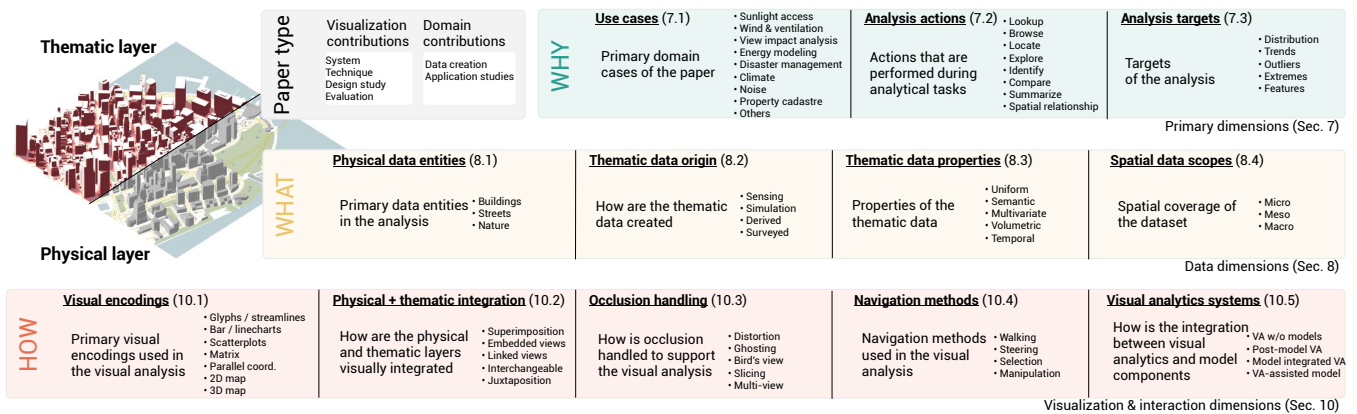 Thematic layer
Physical layer
Paper type
Visualization
contributions
System
Technique
Design study
Evaluation
Domain
contributions
Data creation
Application studies
WHY
Use cases (7.1)
Primary domain
cases of the paper
• Sunlight access
• Wind & ventilation
• View impact analysis
• Energy modeling
• Disaster management
• Climate
• Noise
• Property cadastre
• Others
Analysis actions (7.2)
Actions that are
performed during
analytical tasks
• Lookup
• Browse
• Locate
• Explore
• Identify
• Compare
• Summarize
• Spatial relationship
Analysis targets (7.3)
Targets
of the analysis
• Distribution
• Trends
• Outliers
• Extremes
• Features
Primary dimensions (Sec. 7)
WHAT
Physical data entities (8.1)
Primary data entities
in the analysis
• Buildings
• Streets
• Nature
Thematic data origin (8.2)
How are the thematic
data created
• Sensing
• Simulation
• Derived
• Surveyed
Thematic data properties (8.3)
Properties of the
thematic data
• Uniform
• Semantic
• Multivariate
• Volumetric
• Temporal
Spatial data scopes (8.4)
Spatial coverage of
the dataset
• Micro
• Meso
• Macro
Data dimensions (Sec. 8)
HOW
Visual encodings (10.1)
Primary visual
encodings used in
the visual analysis
• Glyphs / streamlines
• Bar / linecharts
• Scatterplots
• Matrix
• Parallel coord.
• 2D map
• 3D map
Physical + thematic integration (10.2)
How are the physical
and thematic layers
visually integrated
• Superimposition
• Embedded views
• Linked views
• Interchangeable
• Juxtaposition
Occlusion handling (10.3)
How is occlusion
handled to support
the visual analysis
• Distortion
• Ghosting
• Bird's view
• Slicing
• Multi-view
Navigation methods (10.4)
Navigation methods
used in the visual
analysis
• Walking
• Steering
• Selection
• Manipulation
Visual analytics systems (10.5)
How is the integration
between visual
analytics and model
components
• VA w/o models
• Post-model VA
• Model integrated VA
• VA-assisted model
Visualization & interaction dimensions (Sec. 10)